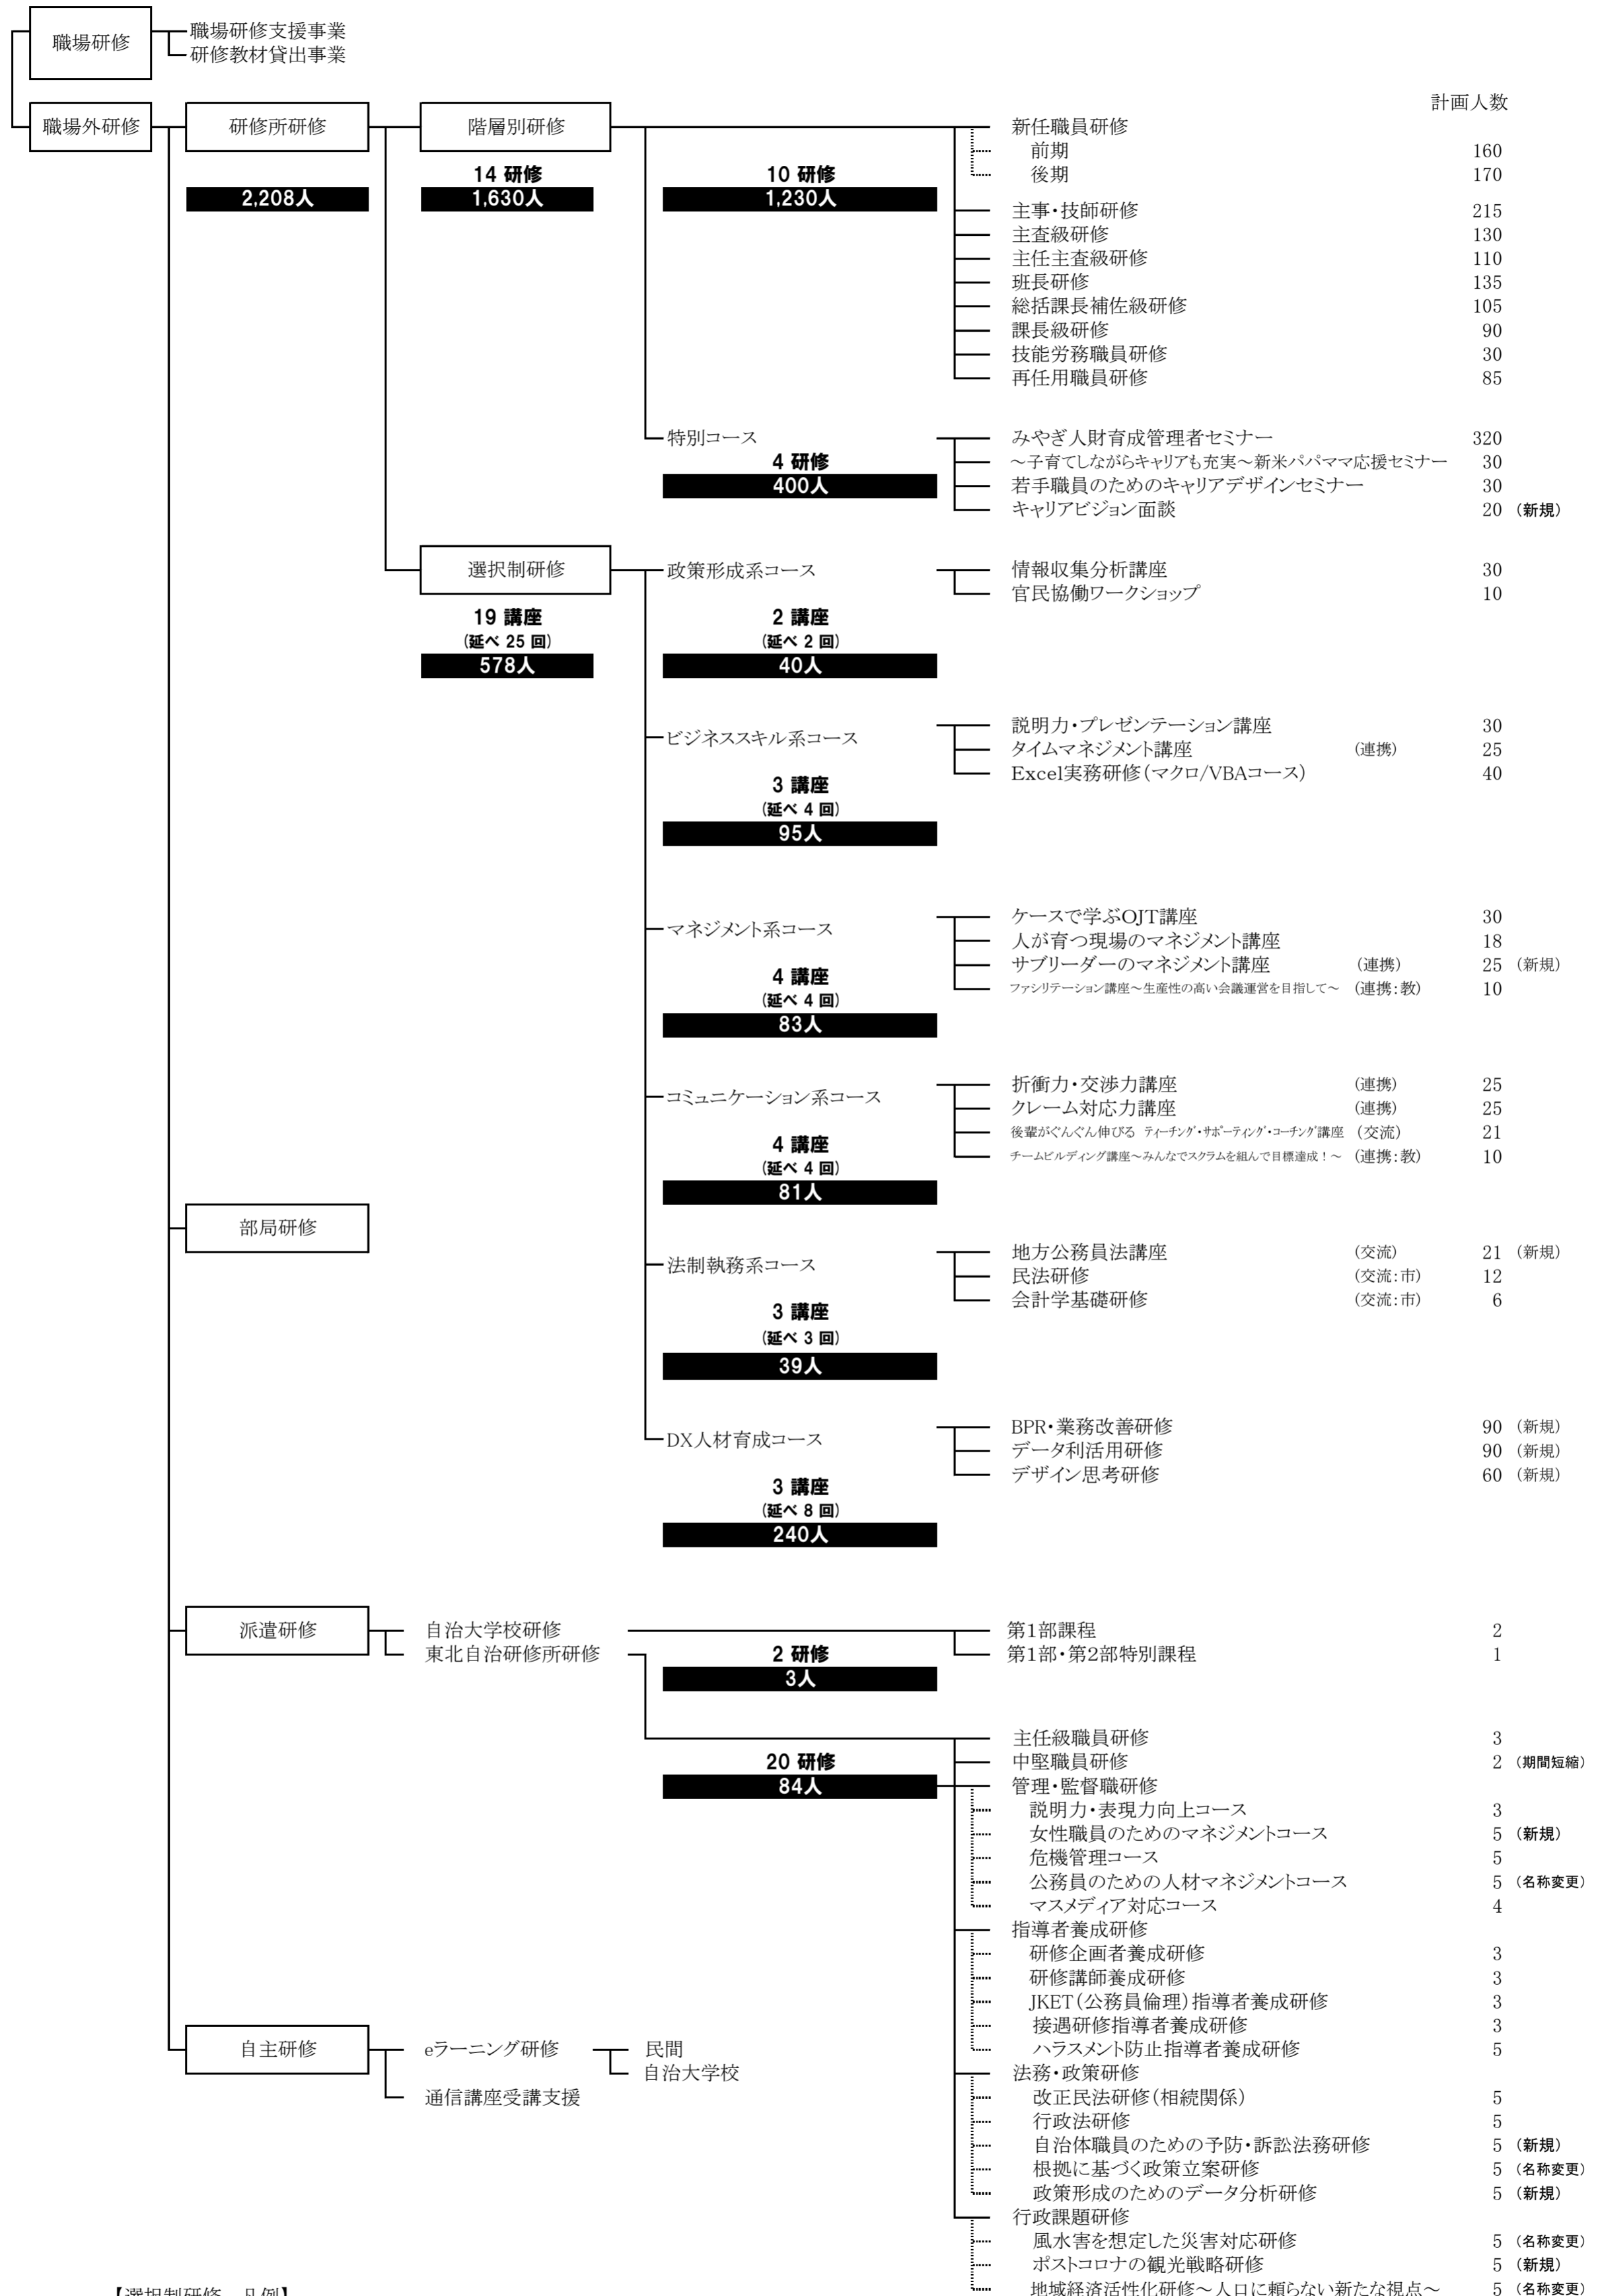 職場研修
職場研修支援事業
研修教材貸出事業
計画人数
職場外研修
研修所研修
2,208人
階層別研修
14 研修
1,630人
10 研修
1,230人
新任職員研修
前期 160
後期 170
主事・技師研修 215
主査級研修 130
主任主査級研修 110
班長研修 135
総括課長補佐級研修 105
課長級研修 90
技能労務職員研修 30
再任用職員研修 85
特別コース
4 研修
400人
みやぎ人財育成管理者セミナー 320
～子育てしながらキャリアも充実～新米パパママ応援セミナー 30
若手職員のためのキャリアデザインセミナー 30
キャリアビジョン面談 20 （新規）
選択制研修
19 講座
（延べ 25 回）
578人
政策形成系コース
2 講座
（延べ 2 回）
40人
情報収集分析講座 30
官民協働ワークショップ 10
ビジネススキル系コース
3 講座
（延べ 4 回）
95人
説明力・プレゼンテーション講座 30
タイムマネジメント講座 （連携） 25
Excel実務研修（マクロ/VBAコース） 40
マネジメント系コース
4 講座
（延べ 4 回）
83人
ケースで学ぶOJT講座 30
人が育つ現場のマネジメント講座 18
サブリーダーのマネジメント講座 （連携） 25 （新規）
ファシリテーション講座～生産性の高い会議運営を目指して～ （連携：教） 10
コミュニケーション系コース
4 講座
（延べ 4 回）
81人
折衝力・交渉力講座 （連携） 25
クレーム対応力講座 （連携） 25
後輩がぐんぐん伸びる ﾃｨｰﾁﾝｸﾞ・ｻﾎﾟｰﾃｨﾝｸﾞ・ｺｰﾁﾝｸﾞ講座 （交流） 21
チームビルディング講座～みんなでスクラムを組んで目標達成！～ （連携：教） 10
部局研修
法制執務系コース
3 講座
（延べ 3 回）
39人
地方公務員法講座 （交流） 21 （新規）
民法研修 （交流：市） 12
会計学基礎研修 （交流：市） 6
DX人材育成コース
3 講座
（延べ 8 回）
240人
BPR・業務改善研修 90 （新規）
データ利活用研修 90 （新規）
デザイン思考研修 60 （新規）
派遣研修
自治大学校研修
東北自治研修所研修
2 研修
3人
第1部課程 2
第1部・第2部特別課程 1
20 研修
84人
主任級職員研修 3
中堅職員研修 2 （期間短縮）
管理・監督職研修
説明力・表現力向上コース 3
女性職員のためのマネジメントコース 5 （新規）
危機管理コース 5
公務員のための人材マネジメントコース 5 （名称変更）
マスメディア対応コース 4
指導者養成研修
研修企画者養成研修 3
研修講師養成研修 3
JKET（公務員倫理）指導者養成研修 3
接遇研修指導者養成研修 3
ハラスメント防止指導者養成研修 5
自主研修
eラーニング研修
民間
自治大学校
通信講座受講支援
法務・政策研修
改正民法研修（相続関係） 5
行政法研修 5
自治体職員のための予防・訴訟法務研修 5 （新規）
根拠に基づく政策立案研修 5 （名称変更）
政策形成のためのデータ分析研修 5 （新規）
行政課題研修
風水害を想定した災害対応研修 5 （名称変更）
ポストコロナの観光戦略研修 5 （新規）
地域経済活性化研修～人口に頼らない新たな視点～ 5 （名称変更）
【選択制研修 凡例】